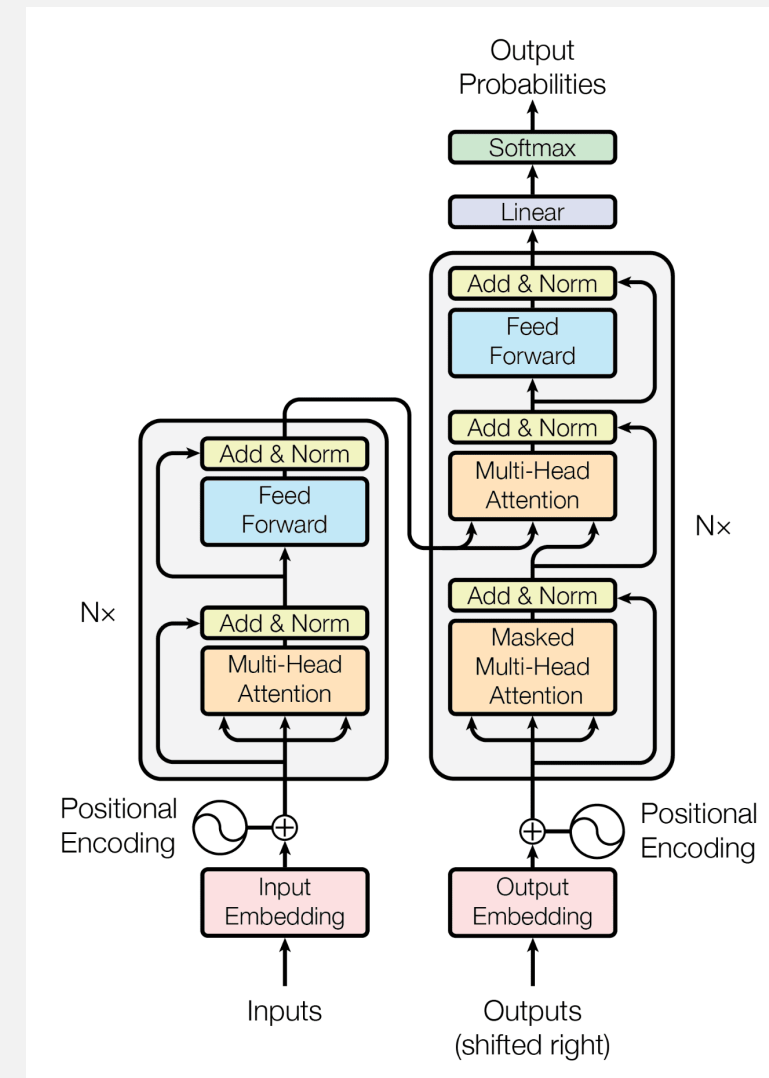 Output
Probabilities
Softmax
Linear
Add & Norm
Feed
Forward
Add & Norm
Multi-Head
Attention
Add & Norm
Masked
Multi-Head
Attention
N×
Add & Norm
Feed
Forward
Add & Norm
Multi-Head
Attention
N×
Positional
Encoding
Positional
Encoding
Input
Embedding
Output
Embedding
Inputs
Outputs
(shifted right)